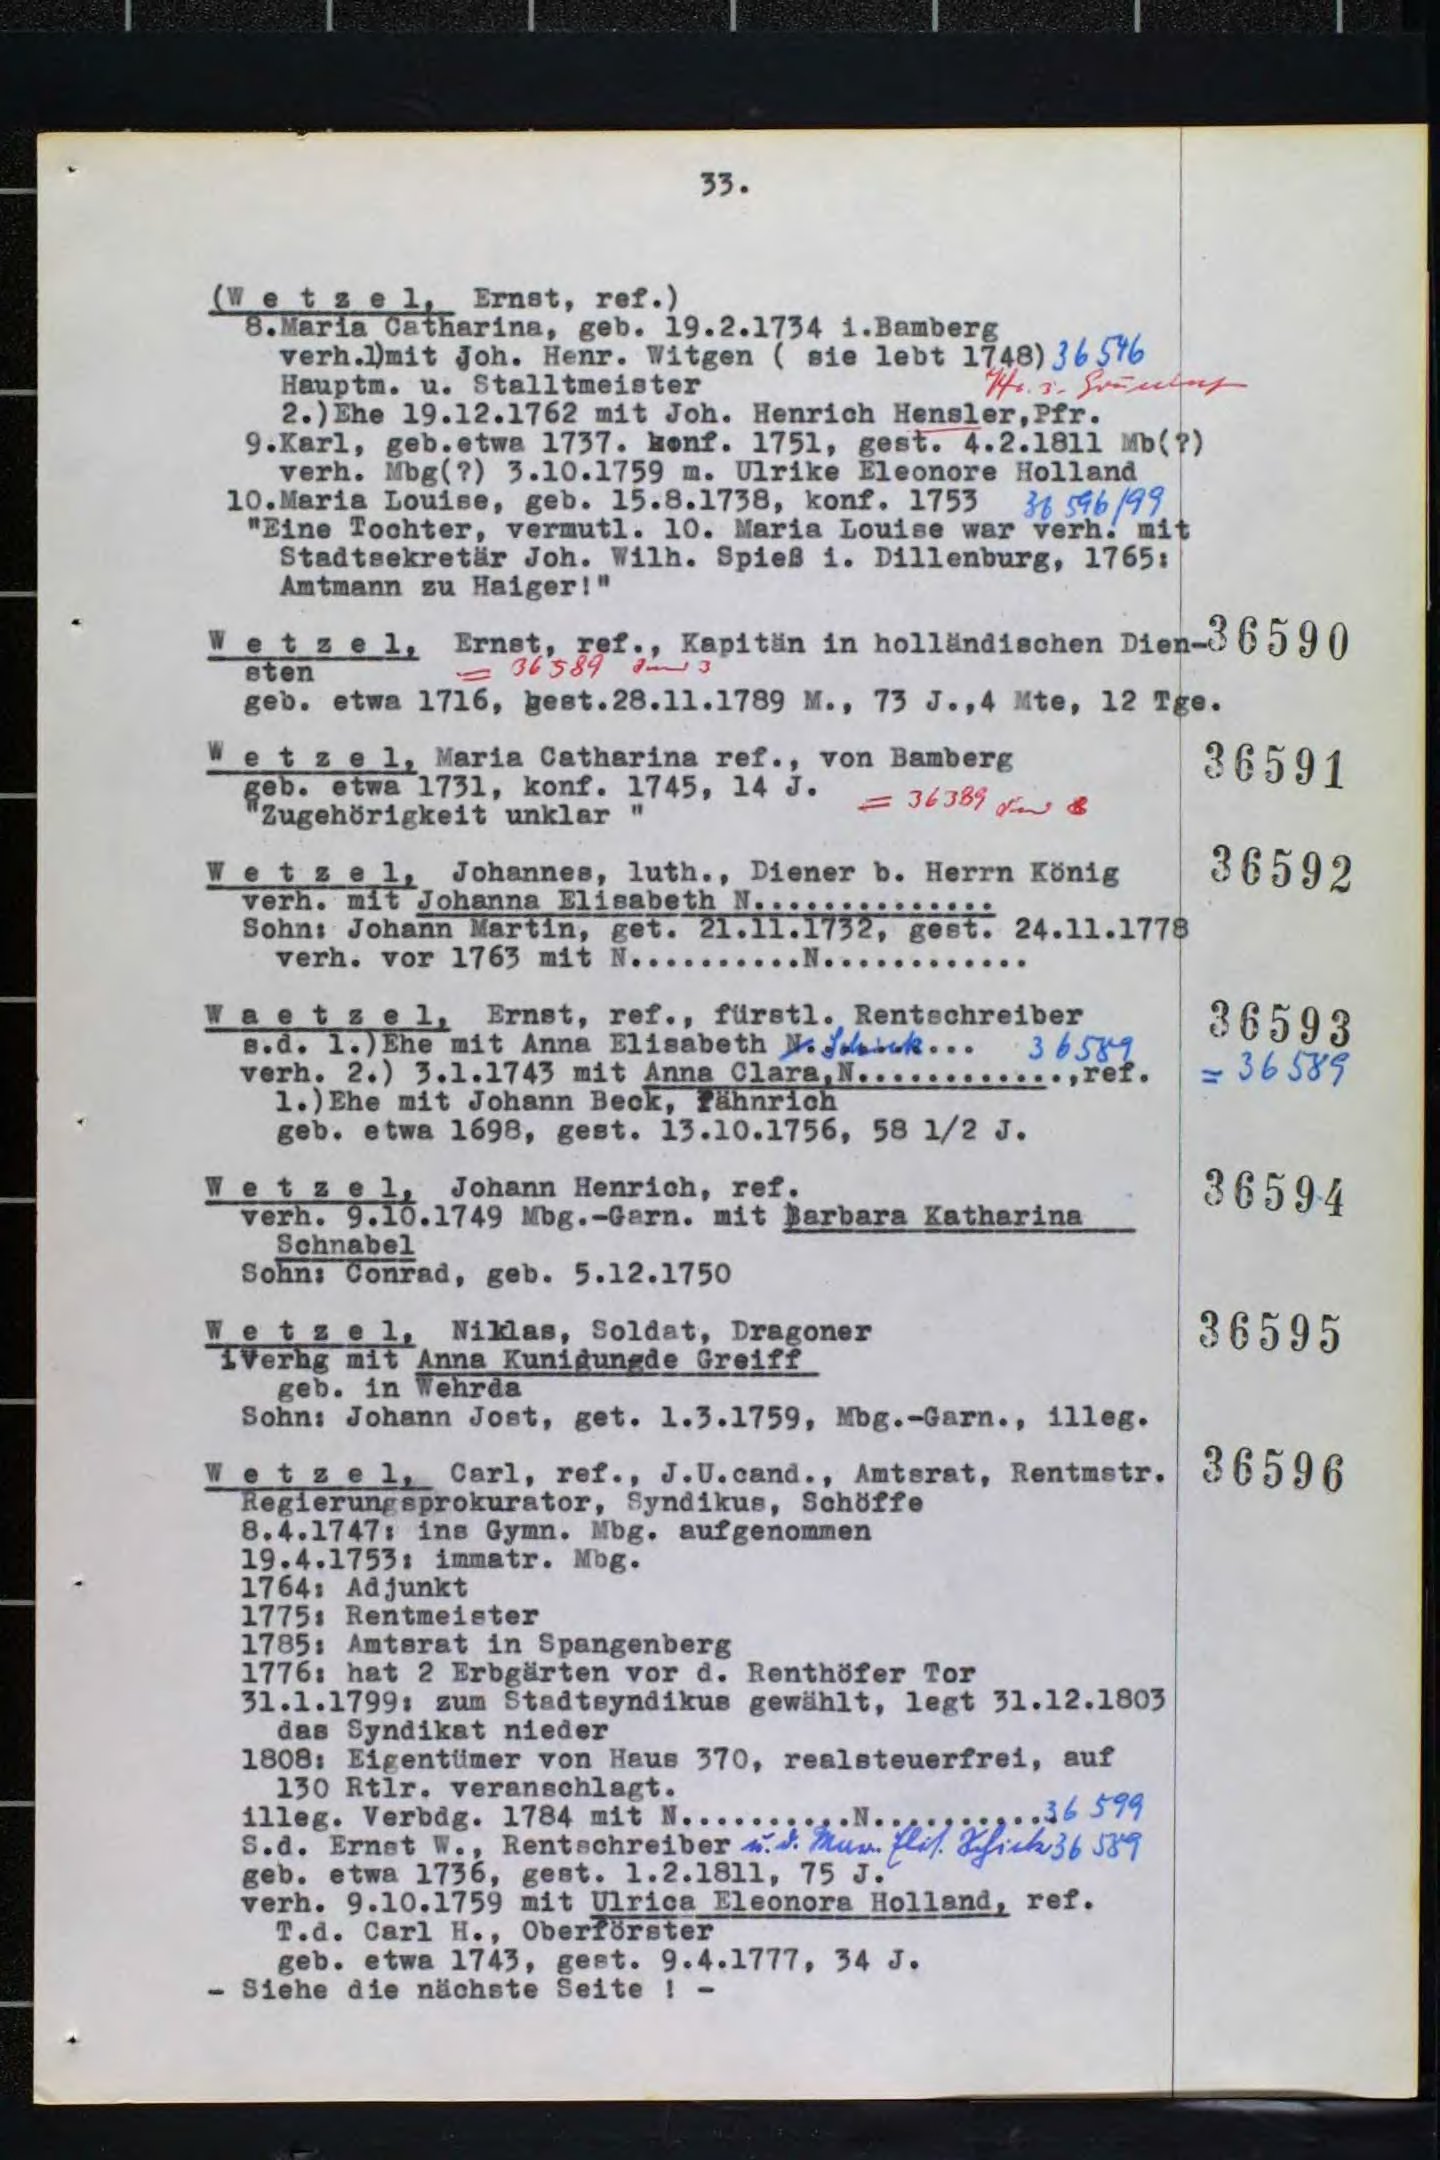 33.
(W e t z e l, Ernst, ref.)
8.Maria Catharina, geb. 19.2.1734 i.Bamberg
verh.1)mit Joh. Henr. Witgen ( sie lebt 1748) 36546
Hauptm. u. Stalltmeister
2.)Ehe 19.12.1762 mit Joh. Henrich Hensler,Pfr.
9.Karl, geb.etwa 1737. konf. 1751, gest. 4.2.1811 Mb(?)
verh. Mbg(?) 3.10.1759 m. Ulrike Eleonore Holland
10.Maria Louise, geb. 15.8.1738, konf. 1753 36596/99
"Eine Tochter, vermutl. 10. Maria Louise war verh. mit
Stadtsekretär Joh. Wilh. Spieß i. Dillenburg, 1765:
Amtmann zu Haiger!"
W e t z e l, Ernst, ref., Kapitän in holländischen Dien- 36590
sten = 36589 3
geb. etwa 1716, gest.28.11.1789 M., 73 J.,4 Mte, 12 Tge.
W e t z e l, Maria Catharina ref., von Bamberg 36591
geb. etwa 1731, konf. 1745, 14 J. = 36389 8
"Zugehörigkeit unklar "
W e t z e l, Johannes, luth., Diener b. Herrn König 36592
verh. mit Johanna Elisabeth N..............
Sohn: Johann Martin, get. 21.11.1732, gest. 24.11.1778
verh. vor 1763 mit N..........N............
W a e t z e l, Ernst, ref., fürstl. Rentschreiber 36593
s.d. 1.)Ehe mit Anna Elisabeth N. Schick... 36589 = 36589
verh. 2.) 3.1.1743 mit Anna Clara,N............,ref.
1.)Ehe mit Johann Beck, Fähnrich
geb. etwa 1698, gest. 13.10.1756, 58 1/2 J.
W e t z e l, Johann Henrich, ref. 36594
verh. 9.10.1749 Mbg.-Garn. mit Barbara Katharina
Schnabel
Sohn: Conrad, geb. 5.12.1750
W e t z e l, Niklas, Soldat, Dragoner 36595
iVerhg mit Anna Kunigungde Greiff
geb. in Wehrda
Sohn: Johann Jost, get. 1.3.1759, Mbg.-Garn., illeg.
W e t z e l, Carl, ref., J.U.cand., Amtsrat, Rentmstr. 36596
Regierungsprokurator, Syndikus, Schöffe
8.4.1747: ins Gymn. Mbg. aufgenommen
19.4.1753: immatr. Mbg.
1764: Adjunkt
1775: Rentmeister
1785: Amtsrat in Spangenberg
1776: hat 2 Erbgärten vor d. Renthöfer Tor
31.1.1799: zum Stadtsyndikus gewählt, legt 31.12.1803
das Syndikat nieder
1808: Eigentümer von Haus 370, realsteuerfrei, auf
130 Rtlr. veranschlagt.
illeg. Verbdg. 1784 mit N..........N.......... 36599
S.d. Ernst W., Rentschreiber u. d. Elis. Schick 36589
geb. etwa 1736, gest. 1.2.1811, 75 J.
verh. 9.10.1759 mit Ulrica Eleonora Holland, ref.
T.d. Carl H., Oberförster
geb. etwa 1743, gest. 9.4.1777, 34 J.
- Siehe die nächste Seite ! -